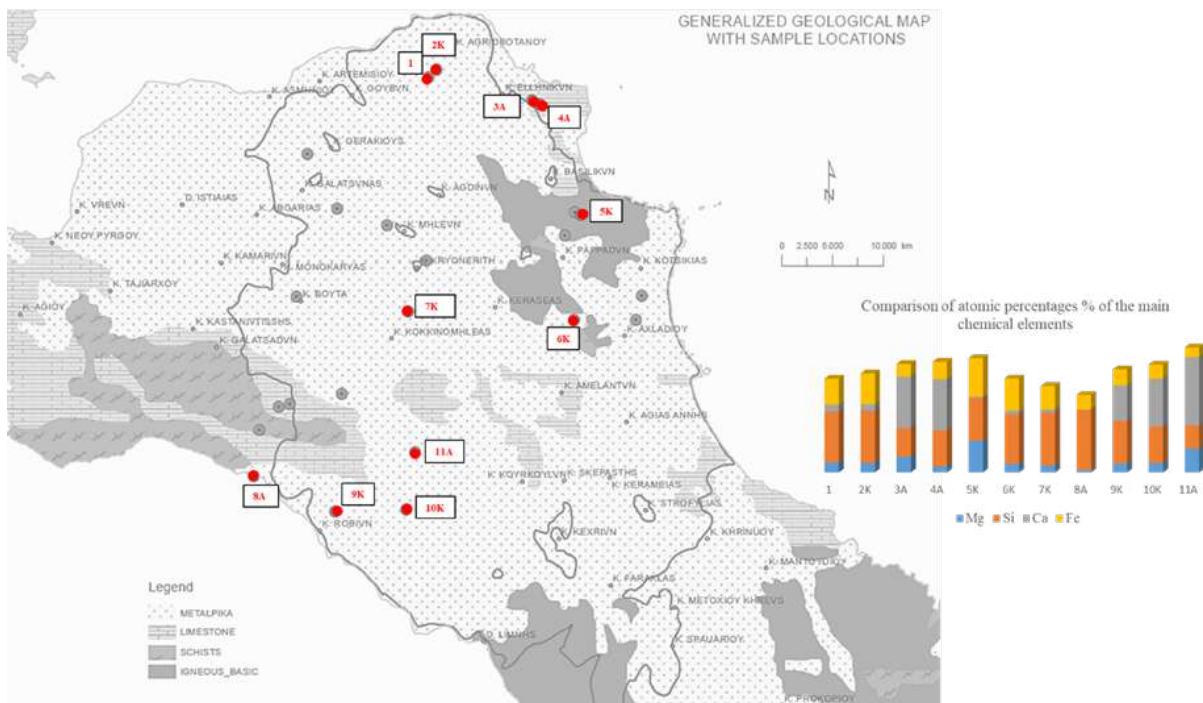 GENERALIZED GEOLOGICAL MAP
WITH SAMPLE LOCATIONS
2K
K. AGRIOBOTANOY
1
K. ARTEMISIOY
K. GOYBVN
K. ASMHNIOY
K. ELLHNIKVN
3A
4A
K. GERAKIOYS
K. BASILIKVN
K. GALATSVNAS
K. AGDINVN
D. ISTIAIAS
K. VREVN
K. ABGARIAS
5K
K. MHLEVN
K. NEOY PYRGOY
K. PAPPADVN
K. KAMARIVN
K. MONOKARYAS
KRYONERITH
K. KOTSIKIAS
0 2.500 5.000 10.000 km
K. TAJIARXOY
K. BOYTA
K. KERASEAS
7K
K. AGIOY
K. KASTANIVTISSHS
K. KOKKINOMHLEAS
6K
K. AXLADIOY
K. GALATSADVN
K. AMELANTVN
K. AGIAS ANNHS
11A
K. KOYRKOYLVN
K. SKEPASTHS
8A
K. KERAMEIAS
9K
10K
K. STROFYLIAS
K. ROBIVN
KEXRIVN
K. KHRINUOY
K. MANTOYDIOY
K. FARAKLAS
K. METOXIOY KHREVS
D. LIMNHS
K. SPAUARIOY
K. PROKOPIOY
Legend
METALPIKA
LIMESTONE
SCHISTS
IGNEOUS_BASIC
Comparison of atomic percentages % of the main
chemical elements
1 2K 3A 4A 5K 6K 7K 8A 9K 10K 11A
Mg Si Ca Fe